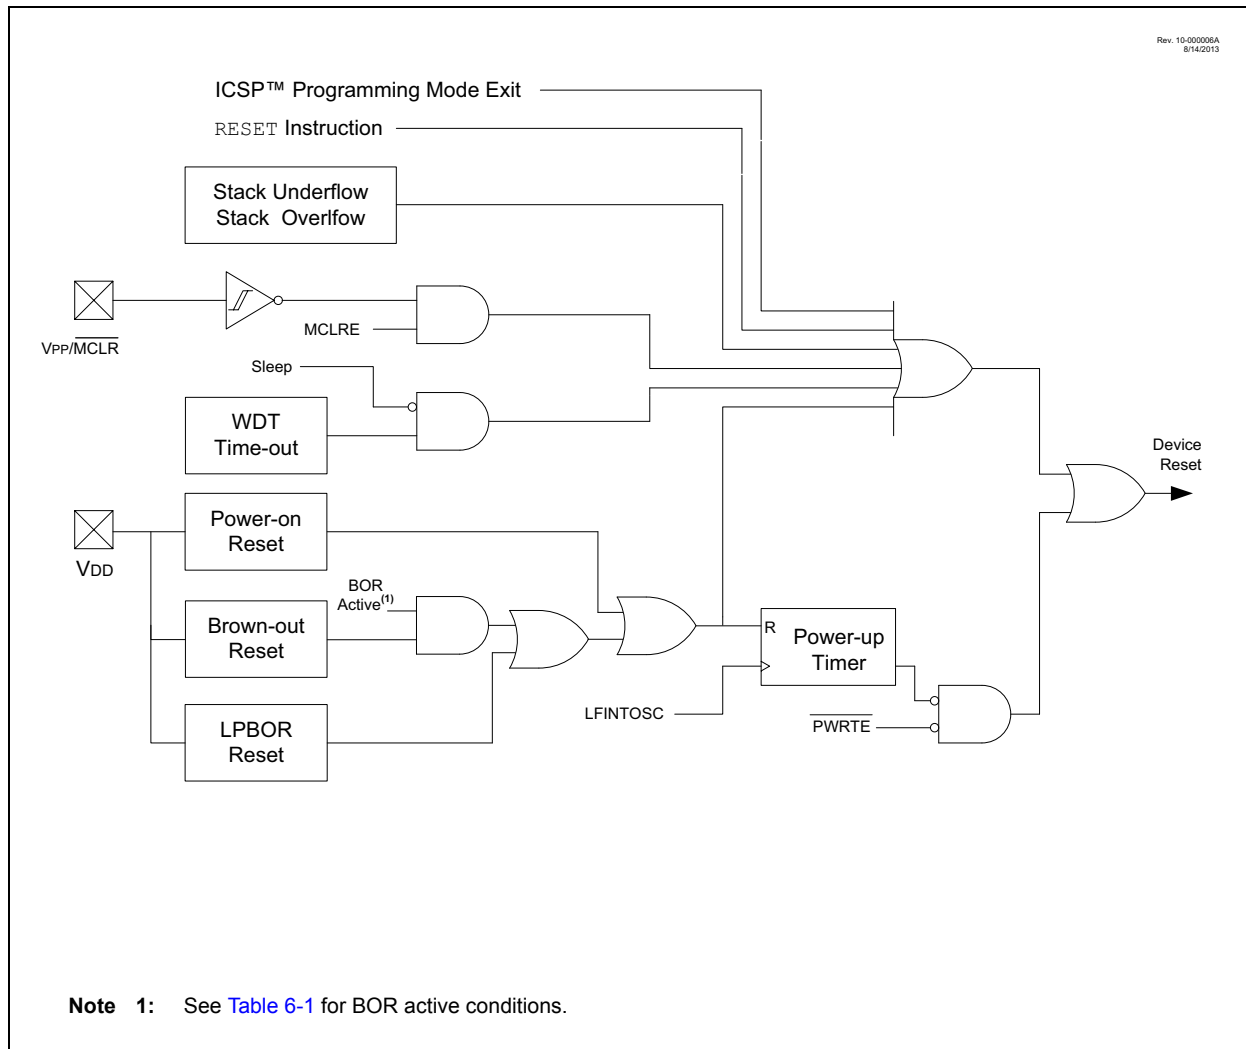 Rev. 10-000006A
8/14/2013
ICSP™ Programming Mode Exit
RESET Instruction
Stack Underflow
Stack Overlfow
VPP/MCLR
MCLRE
Sleep
WDT
Time-out
Device
Reset
VDD
Power-on
Reset
BOR
Active(1)
Brown-out
Reset
R
Power-up
Timer
LFINTOSC
PWRTE
LPBOR
Reset
Note 1: See Table 6-1 for BOR active conditions.